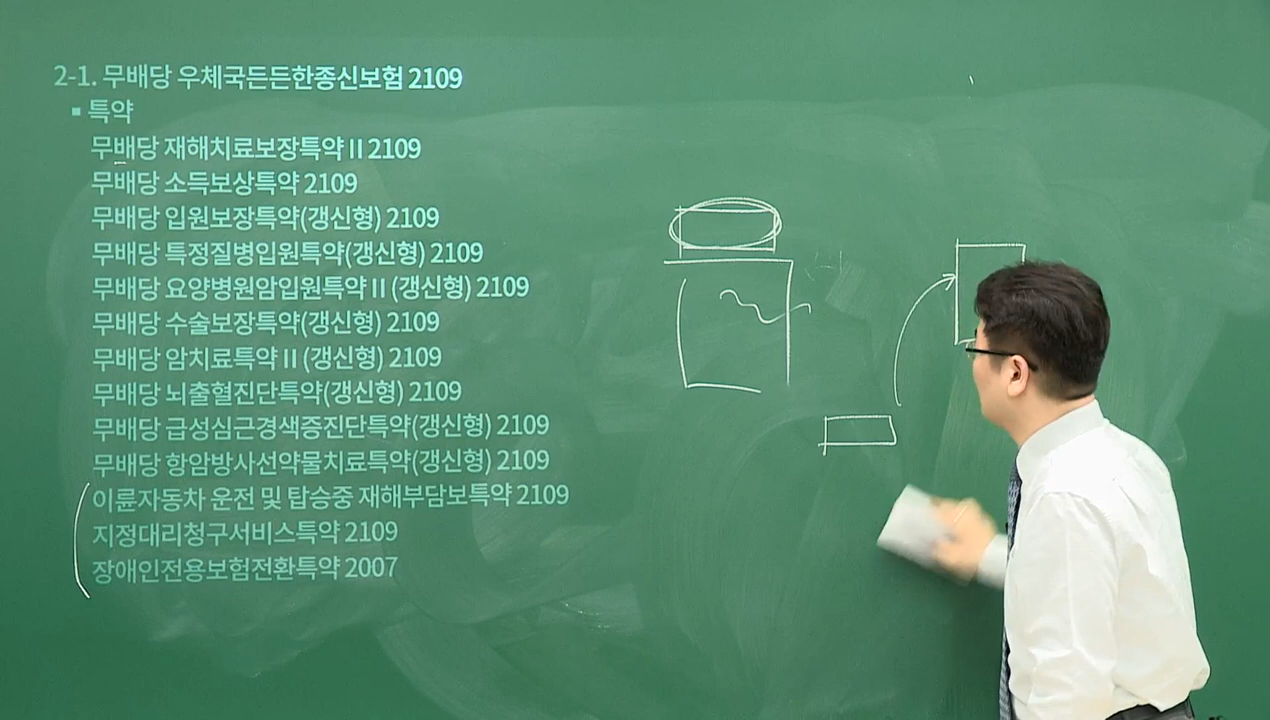 2-1. 무배당 우체국든든한종신보험 2109
▪ 특약
무배당 재해치료보장특약Ⅱ 2109
무배당 소득보상특약 2109
무배당 입원보장특약(갱신형) 2109
무배당 특정질병입원특약(갱신형) 2109
무배당 요양병원암입원특약Ⅱ(갱신형) 2109
무배당 수술보장특약(갱신형) 2109
무배당 암치료특약Ⅱ(갱신형) 2109
무배당 뇌출혈진단특약(갱신형) 2109
무배당 급성심근경색증진단특약(갱신형) 2109
무배당 항암방사선약물치료특약(갱신형) 2109
이륜자동차 운전 및 탑승중 재해부담보특약 2109
지정대리청구서비스특약 2109
장애인전용보험전환특약 2007